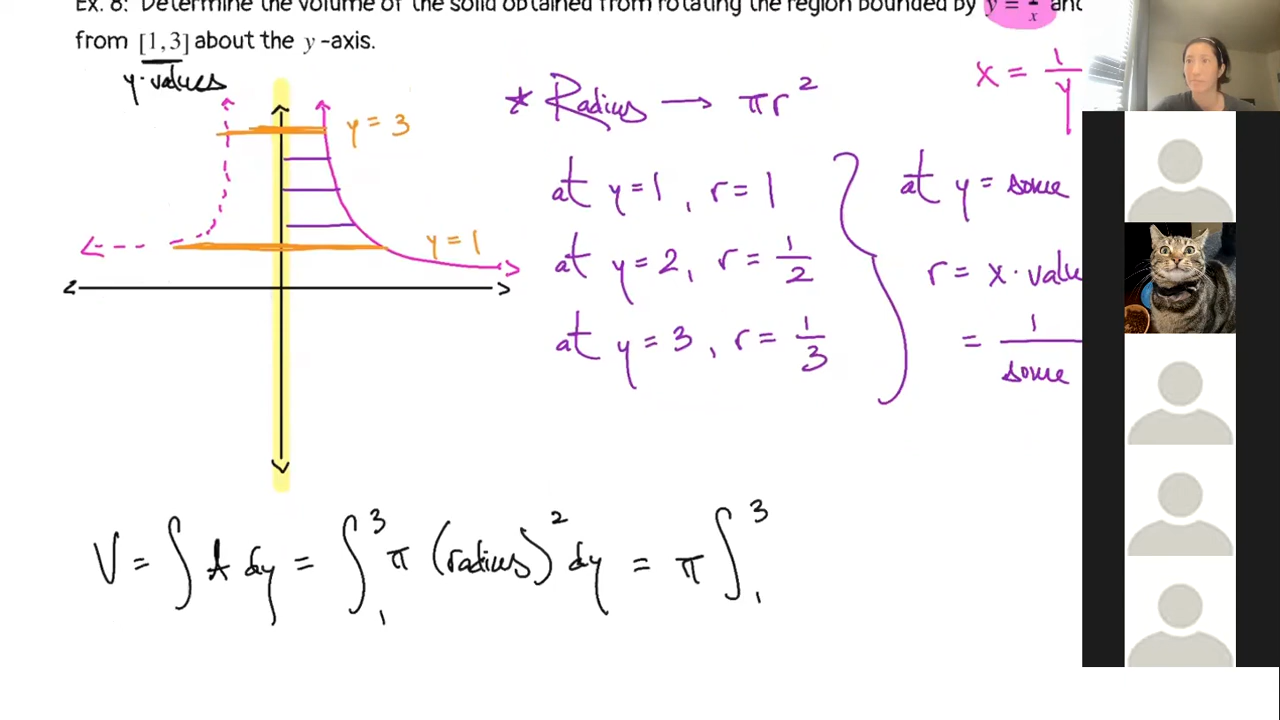 Ex. 8: Determine the volume of the solid obtained from rotating the region bounded by y = 1/x and
from [1,3] about the y-axis.
y-values
y = 3
y = 1
* Radius → πr²
x = 1/y
at y=1, r=1
at y=2, r= 1/2
at y=3, r= 1/3
at y= some
r= x-value
= 1/some
V = ∫ A dy = ∫₁³ π (radius)² dy = π ∫₁³